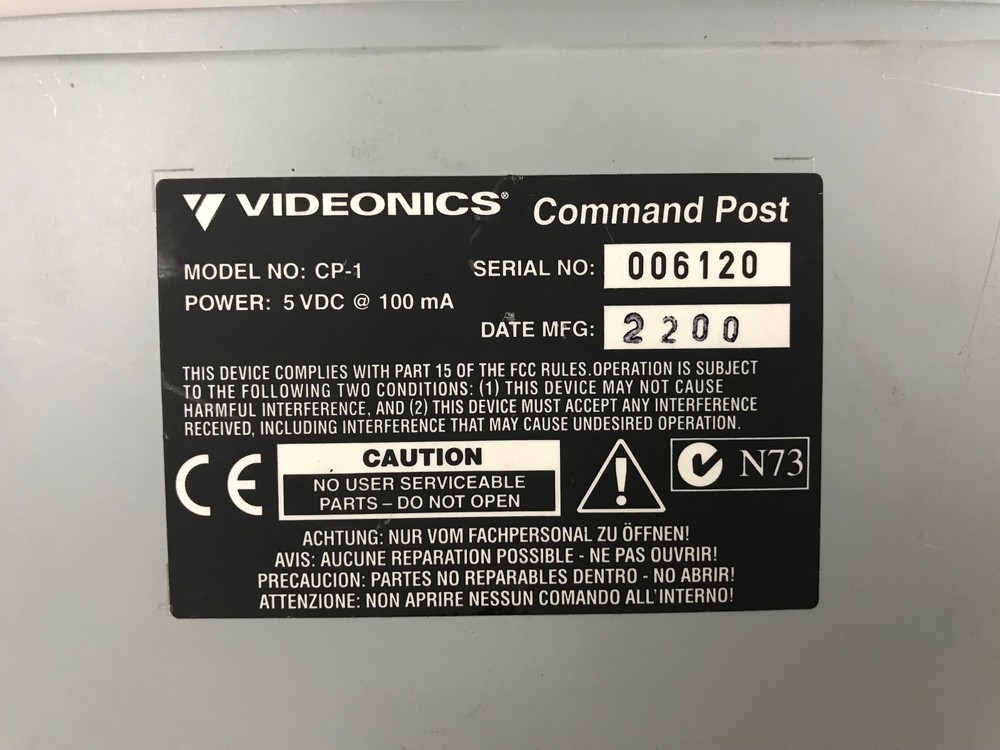 VIDEONICS® Command Post
MODEL NO: CP-1
SERIAL NO: 006120
POWER: 5 VDC @ 100 mA
DATE MFG: 2200
THIS DEVICE COMPLIES WITH PART 15 OF THE FCC RULES.OPERATION IS SUBJECT
TO THE FOLLOWING TWO CONDITIONS: (1) THIS DEVICE MAY NOT CAUSE
HARMFUL INTERFERENCE, AND (2) THIS DEVICE MUST ACCEPT ANY INTERFERENCE
RECEIVED, INCLUDING INTERFERENCE THAT MAY CAUSE UNDESIRED OPERATION.
CE
CAUTION
NO USER SERVICEABLE
PARTS – DO NOT OPEN
!
N73
ACHTUNG: NUR VOM FACHPERSONAL ZU ÖFFNEN!
AVIS: AUCUNE REPARATION POSSIBLE - NE PAS OUVRIR!
PRECAUCION: PARTES NO REPARABLES DENTRO - NO ABRIR!
ATTENZIONE: NON APRIRE NESSUN COMANDO ALL'INTERNO!